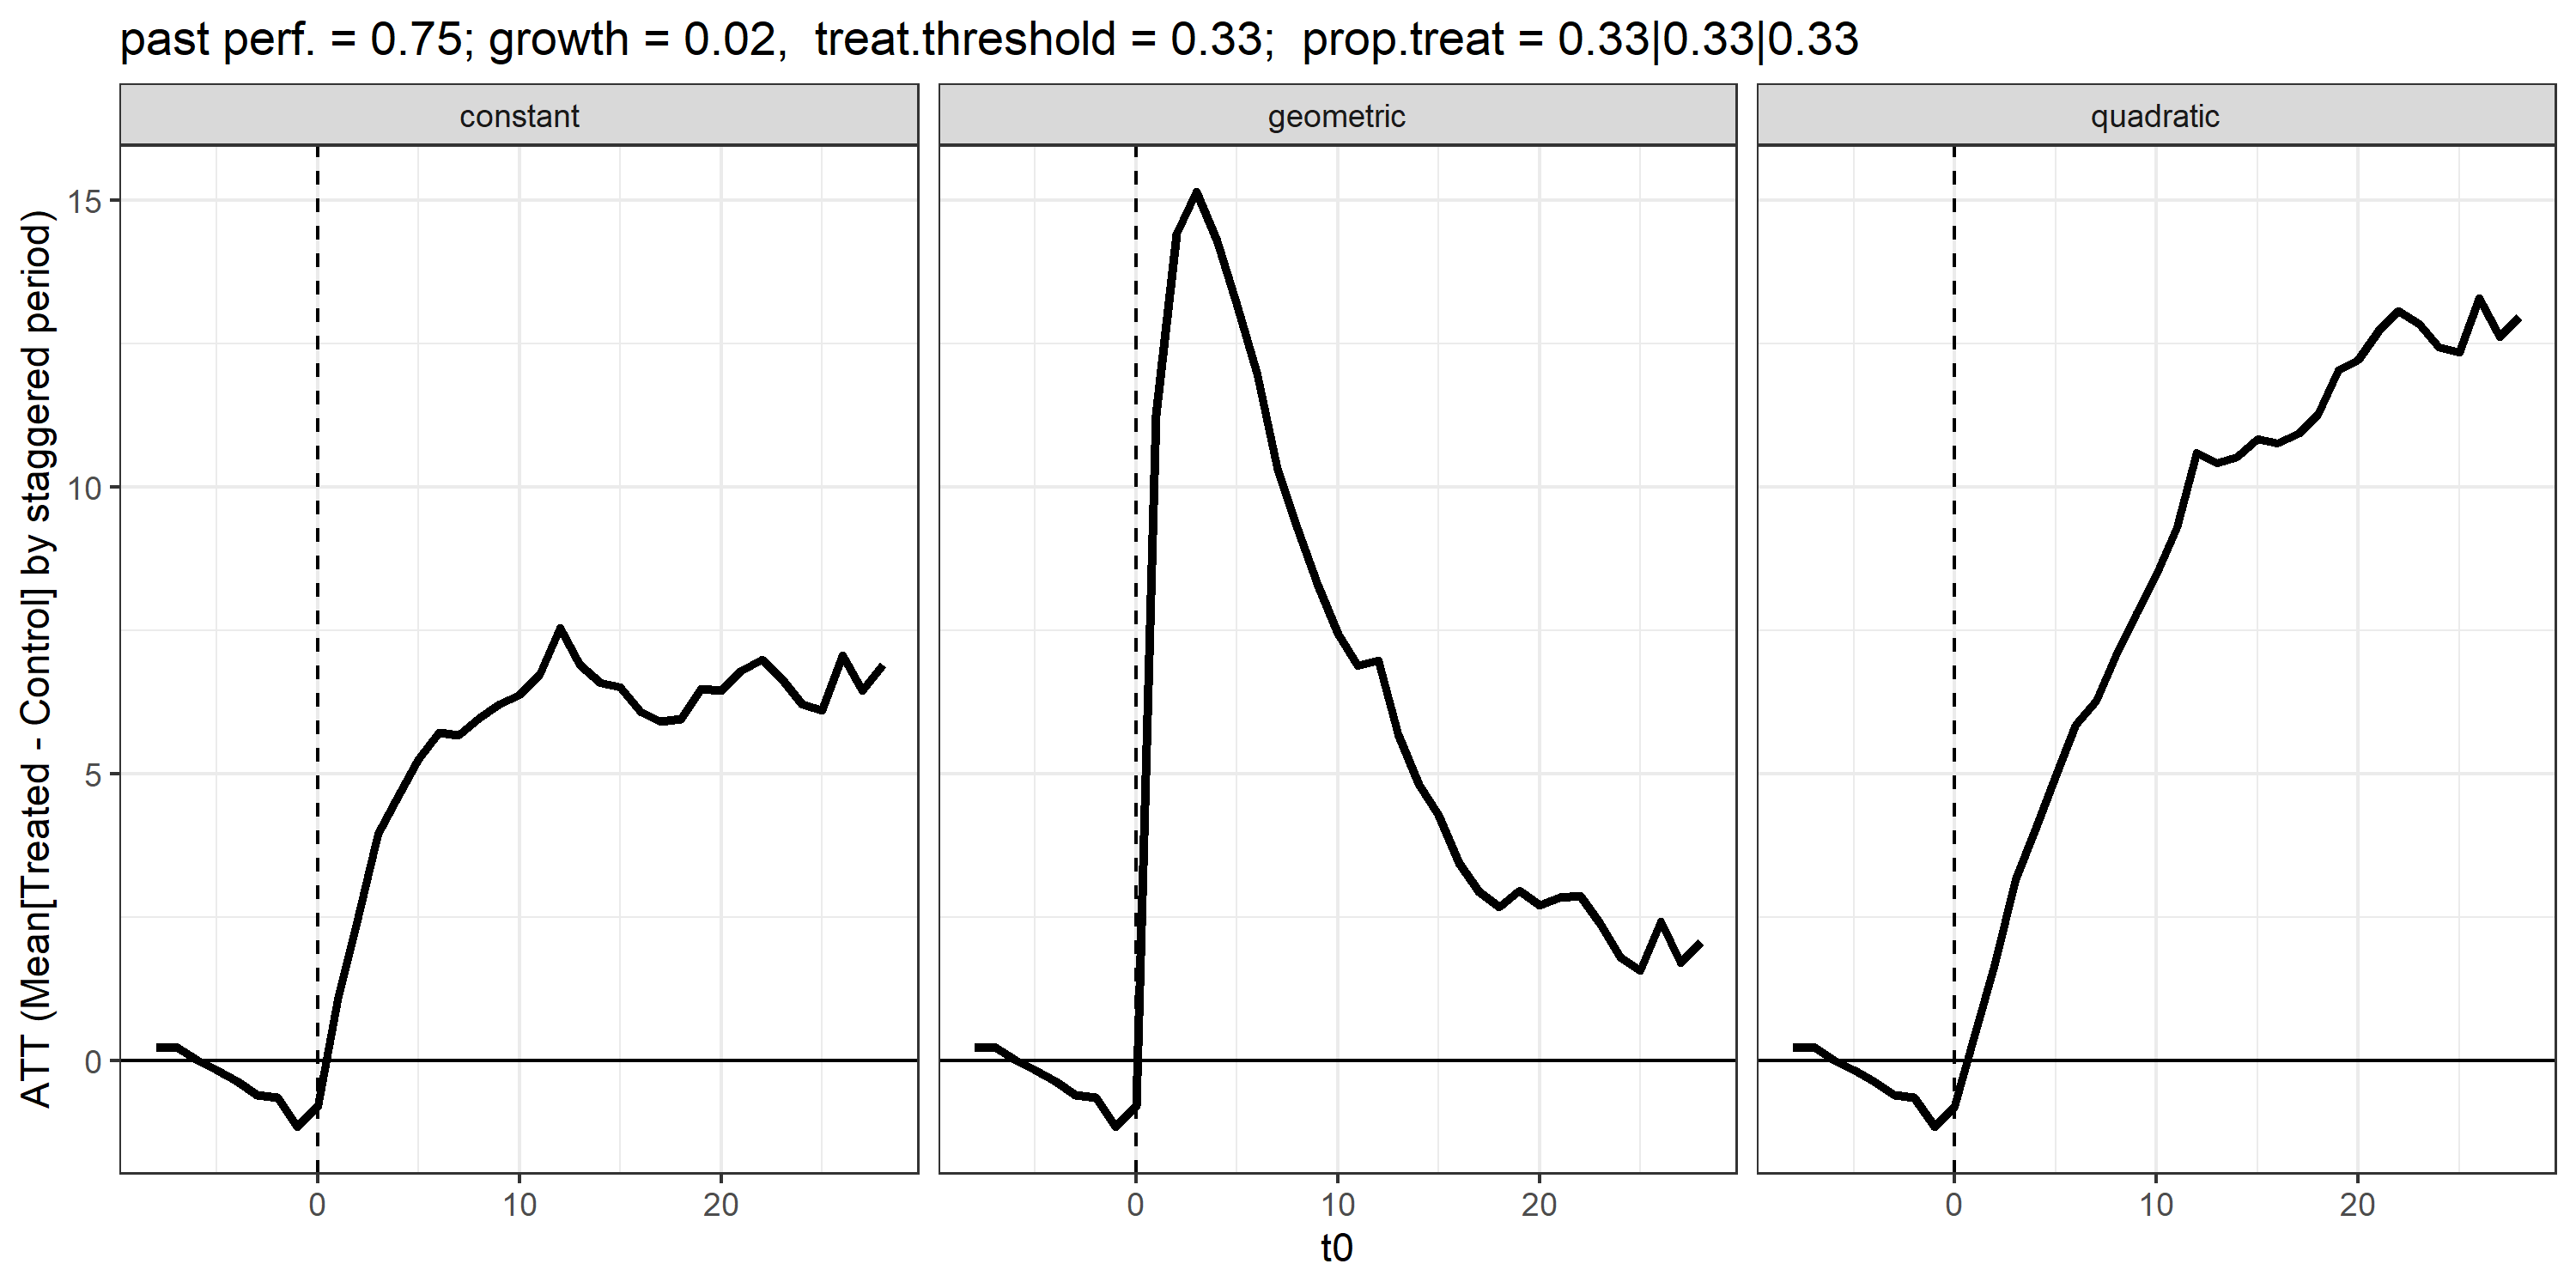 past perf. = 0.75; growth = 0.02,  treat.threshold = 0.33;  prop.treat = 0.33|0.33|0.33
constant
geometric
quadratic
ATT (Mean[Treated - Control] by staggered period)
15
10
5
0
0 10 20
0 10 20
0 10 20
t0